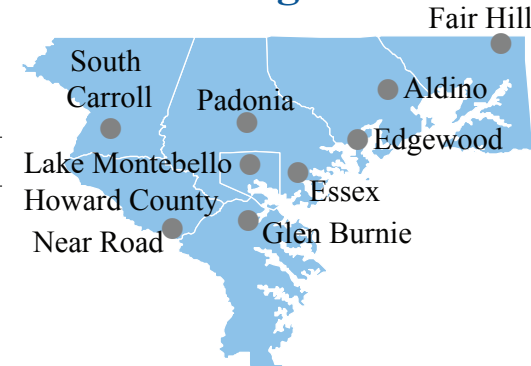 Fair Hill
South
Carroll
Padonia
Aldino
Edgewood
Lake Montebello
Essex
Howard County
Near Road
Glen Burnie